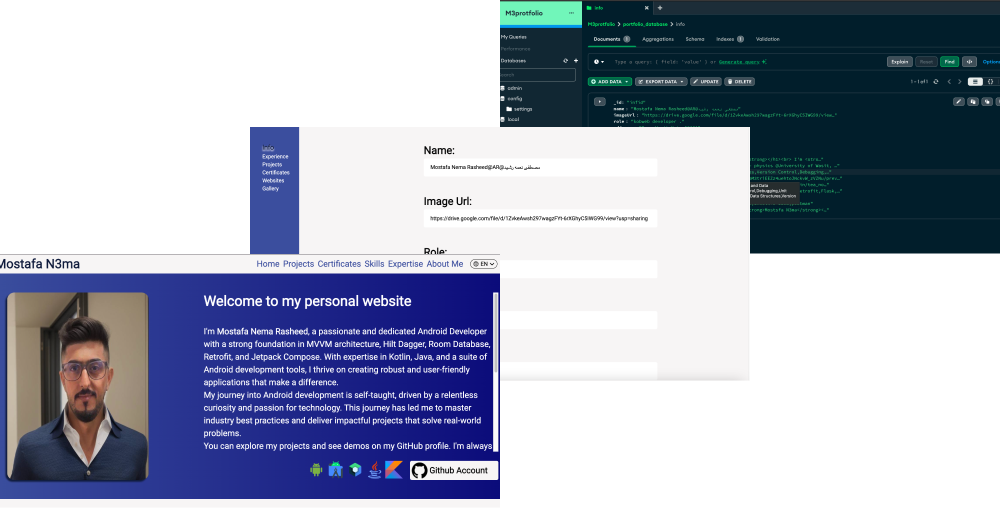 M3protfolio
My Queries
Performance
Databases
Search
admin
config
settings
local
info
M3protfolio > portfolio_database > info
Documents 1 Aggregations Schema Indexes 1 Validation
Type a query: { field: 'value' } or Generate query
Explain Reset Find Options
ADD DATA EXPORT DATA UPDATE DELETE
1-1 of 1
_id: "infoId"
name: "Mostafa Nema Rasheed@AR@مصطفى نعمه رشيد"
imageUrl: "https://drive.google.com/file/d/1ZvkeAwsh297wagzFYt-6rXGhyCSIWG99/view…"
Info
Experience
Projects
Certificates
Websites
Gallery
Name:
Mostafa Nema Rasheed@AR@مصطفى نعمه رشيد
Image Url:
https://drive.google.com/file/d/1ZvkeAwsh297wagzFYt-6rXGhyCSIWG99/view?usp=sharing
Role:
Mostafa N3ma
Home Projects Certificates Skills Expertise About Me EN
Welcome to my personal website
I'm Mostafa Nema Rasheed, a passionate and dedicated Android Developer
with a strong foundation in MVVM architecture, Hilt Dagger, Room Database,
Retrofit, and Jetpack Compose. With expertise in Kotlin, Java, and a suite of
Android development tools, I thrive on creating robust and user-friendly
applications that make a difference.
My journey into Android development is self-taught, driven by a relentless
curiosity and passion for technology. This journey has led me to master
industry best practices and deliver impactful projects that solve real-world
problems.
You can explore my projects and see demos on my GitHub profile. I'm always
Github Account